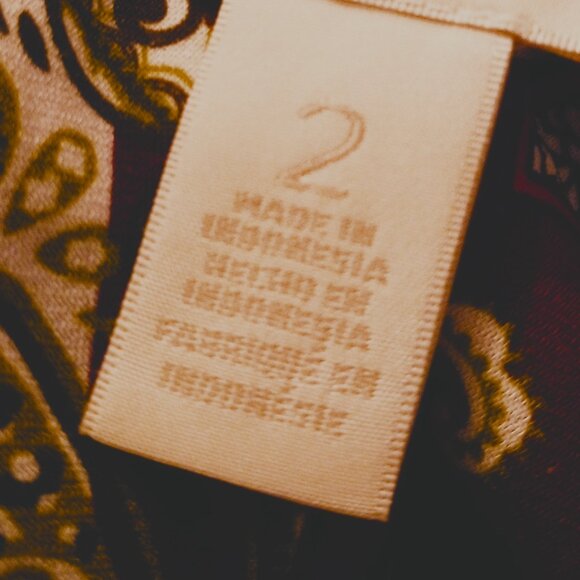 2
MADE IN
INDONESIA
HECHO EN
INDONESIA
FABRIQUÉ EN
INDONÉSIE